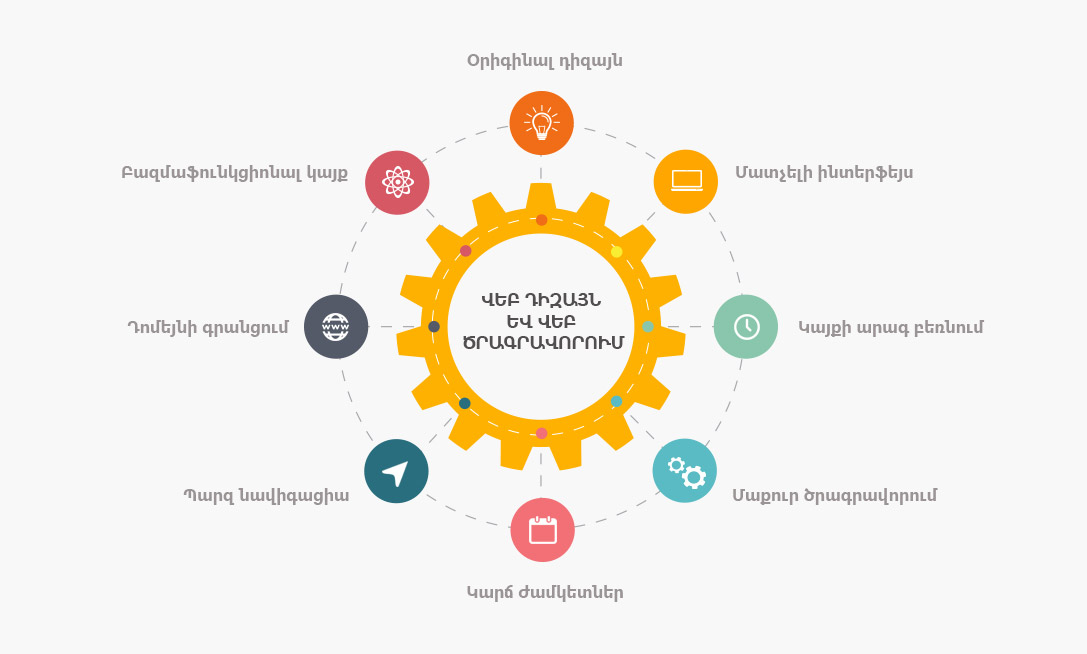 Օրիգինալ դիզայն
Բազմաֆունկցիոնալ կայք
Մատչելի ինտերֆեյս
ՎԵԲ ԴԻԶԱՅՆ
ԵՎ ՎԵԲ
ԾՐԱԳՐԱՎՈՐՈՒՄ
Դոմեյնի գրանցում
WWW
Կայքի արագ բեռնում
Պարզ նավիգացիա
Մաքուր ծրագրավորում
Կարճ ժամկետներ